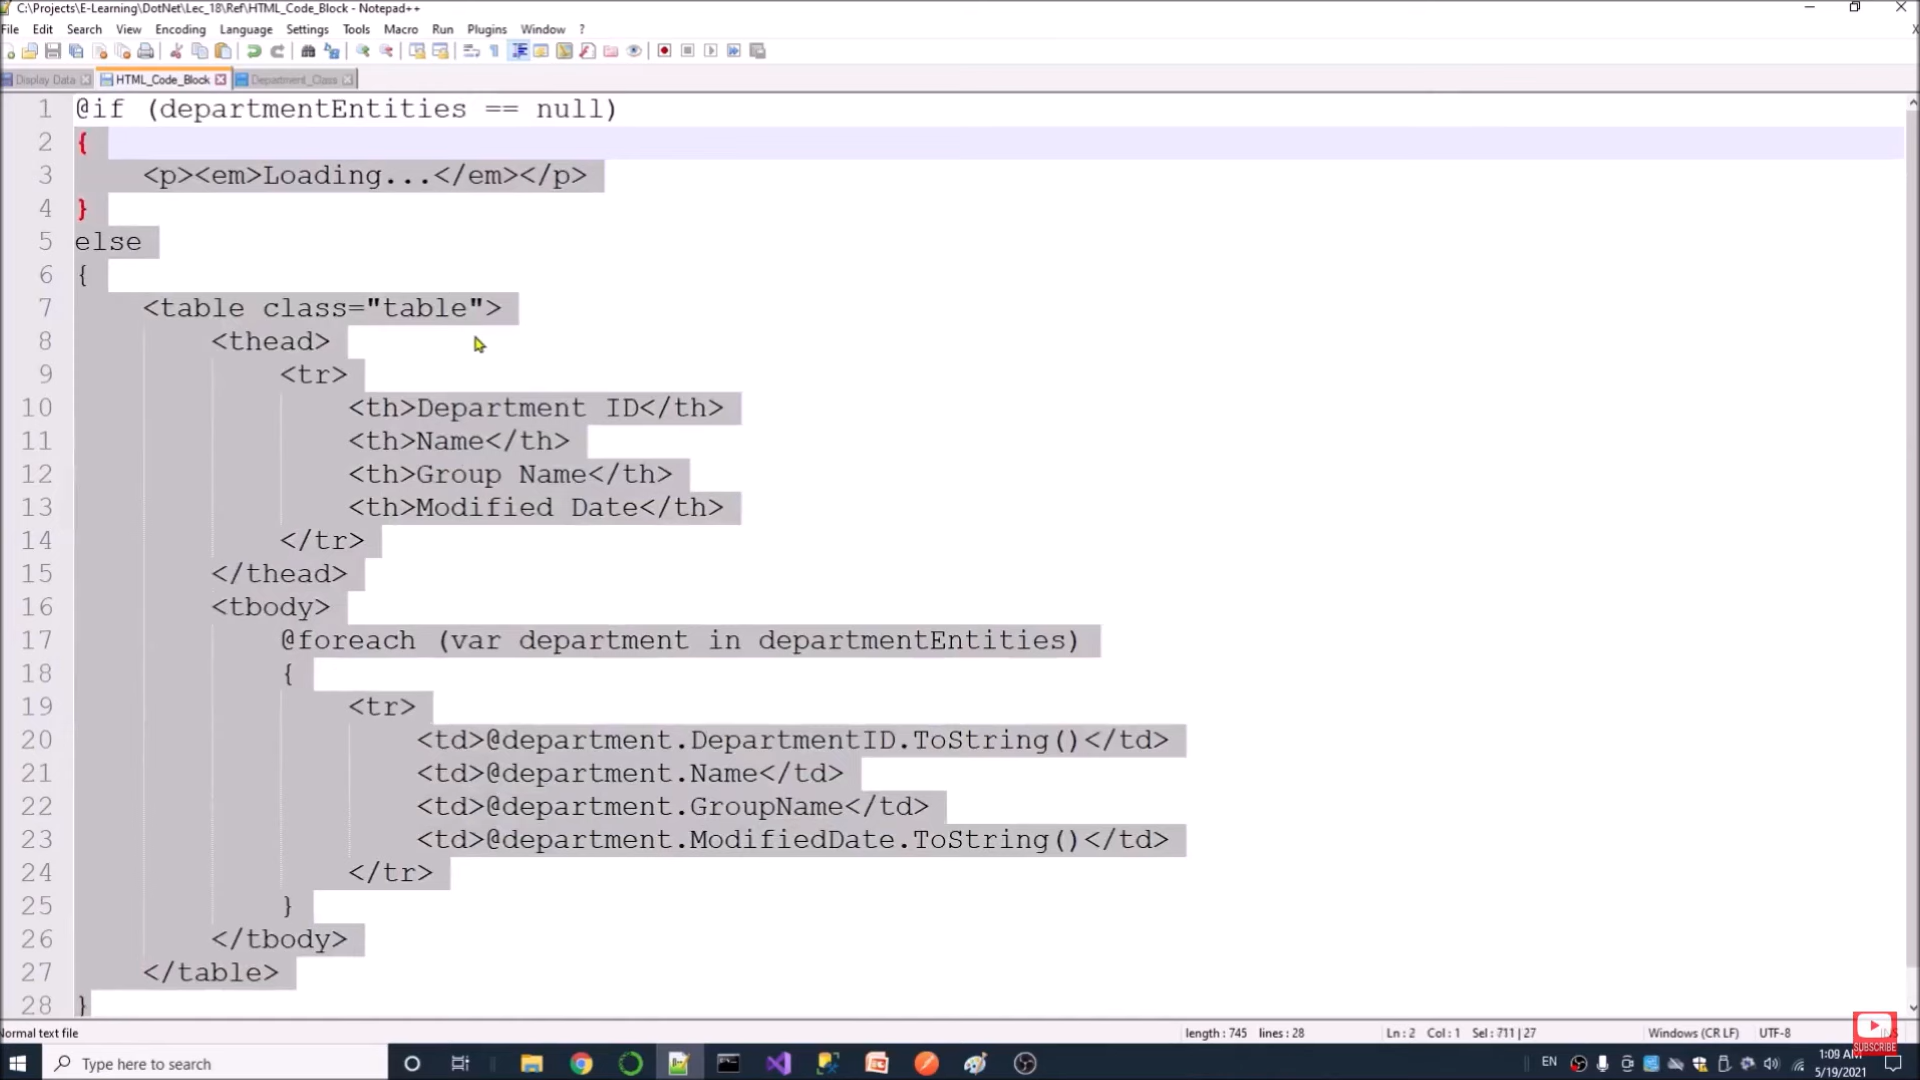 C:\Projects\E-Learning\DotNet\Lec_18\Ref\HTML_Code_Block - Notepad++
File Edit Search View Encoding Language Settings Tools Macro Run Plugins Window ?
Display Data HTML_Code_Block Department_Class
1 @if (departmentEntities == null)
2 {
3 <p><em>Loading...</em></p>
4 }
5 else
6 {
7 <table class="table">
8 <thead>
9 <tr>
10 <th>Department ID</th>
11 <th>Name</th>
12 <th>Group Name</th>
13 <th>Modified Date</th>
14 </tr>
15 </thead>
16 <tbody>
17 @foreach (var department in departmentEntities)
18 {
19 <tr>
20 <td>@department.DepartmentID.ToString()</td>
21 <td>@department.Name</td>
22 <td>@department.GroupName</td>
23 <td>@department.ModifiedDate.ToString()</td>
24 </tr>
25 }
26 </tbody>
27 </table>
28 }
Normal text file length : 745 lines : 28 Ln : 2 Col : 1 Sel : 711 | 27 Windows (CR LF) UTF-8
SUBSCRIBE
Type here to search EN 1:09 AM
5/19/2021